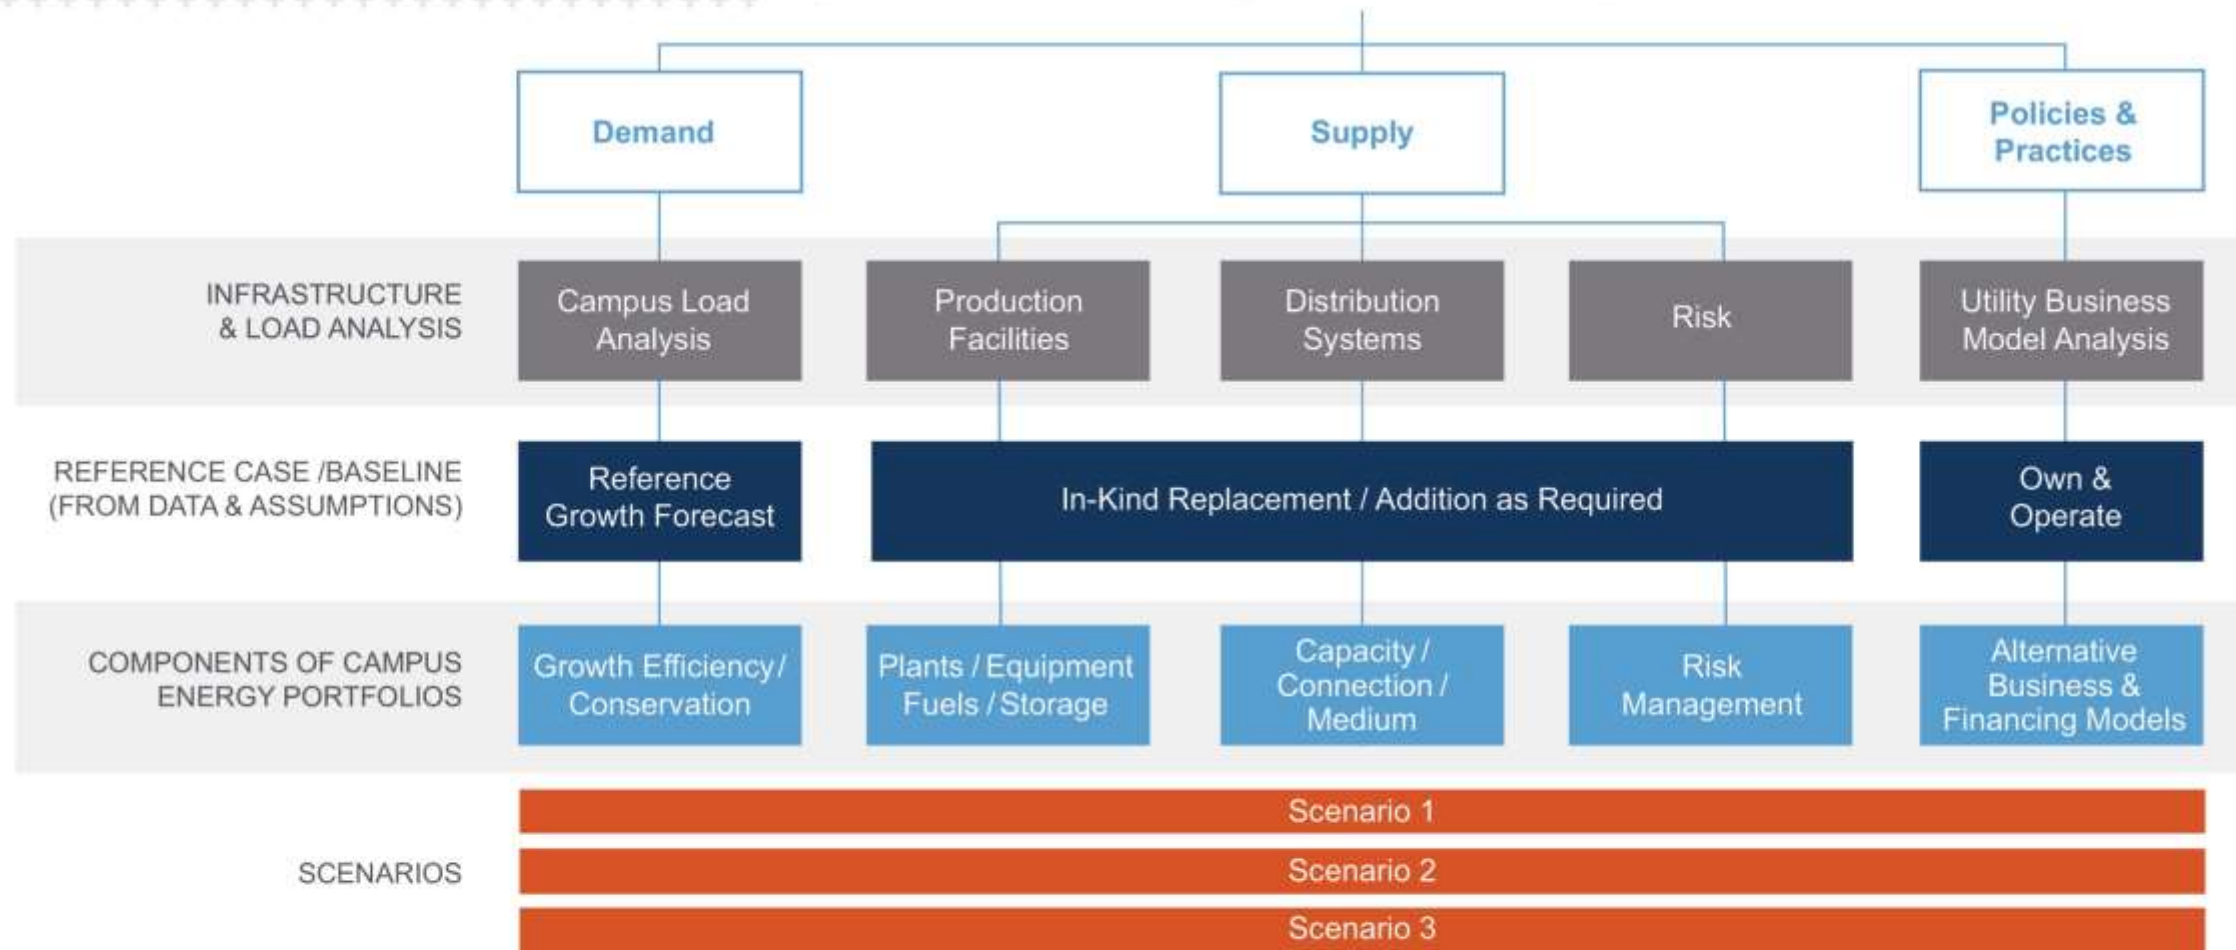 Demand
Supply
Policies &
Practices
INFRASTRUCTURE
& LOAD ANALYSIS
Campus Load
Analysis
Production
Facilities
Distribution
Systems
Risk
Utility Business
Model Analysis
REFERENCE CASE /BASELINE
(FROM DATA & ASSUMPTIONS)
Reference
Growth Forecast
In-Kind Replacement / Addition as Required
Own &
Operate
COMPONENTS OF CAMPUS
ENERGY PORTFOLIOS
Growth Efficiency/
Conservation
Plants / Equipment
Fuels / Storage
Capacity /
Connection /
Medium
Risk
Management
Alternative
Business &
Financing Models
SCENARIOS
Scenario 1
Scenario 2
Scenario 3